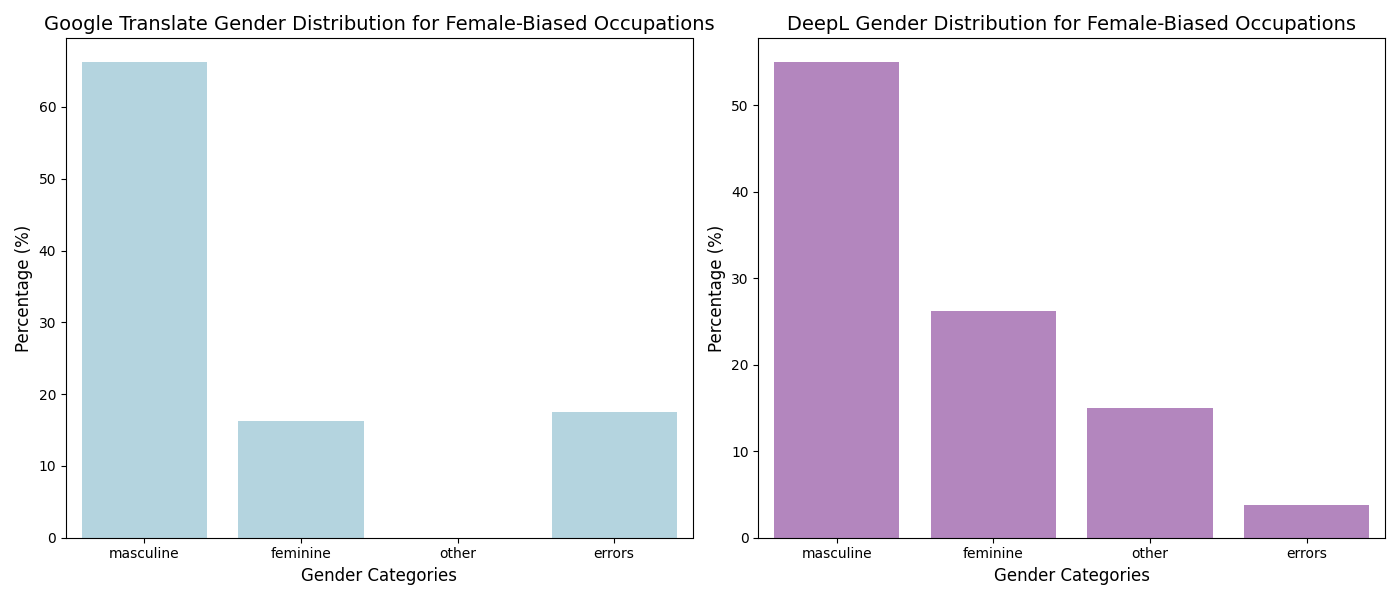 Google Translate Gender Distribution for Female-Biased Occupations
Percentage (%)
60
50
40
30
20
10
0
masculine feminine other errors
Gender Categories
DeepL Gender Distribution for Female-Biased Occupations
Percentage (%)
50
40
30
20
10
0
masculine feminine other errors
Gender Categories